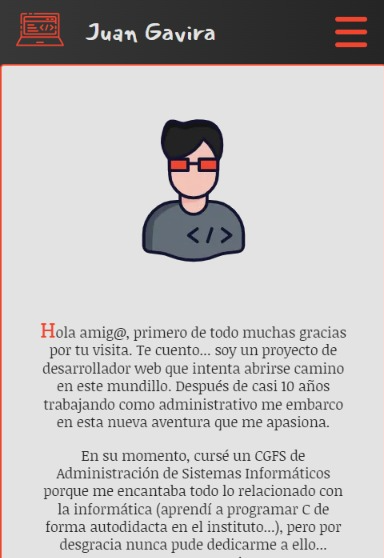 </>
Juan Gavira
</>
Hola amig@, primero de todo muchas gracias
por tu visita. Te cuento... soy un proyecto de
desarrollador web que intenta abrirse camino
en este mundillo. Después de casi 10 años
trabajando como administrativo me embarco
en esta nueva aventura que me apasiona.
En su momento, cursé un CGFS de
Administración de Sistemas Informáticos
porque me encantaba todo lo relacionado con
la informática (aprendí a programar C de
forma autodidacta en el instituto...), pero por
desgracia nunca pude dedicarme a ello...